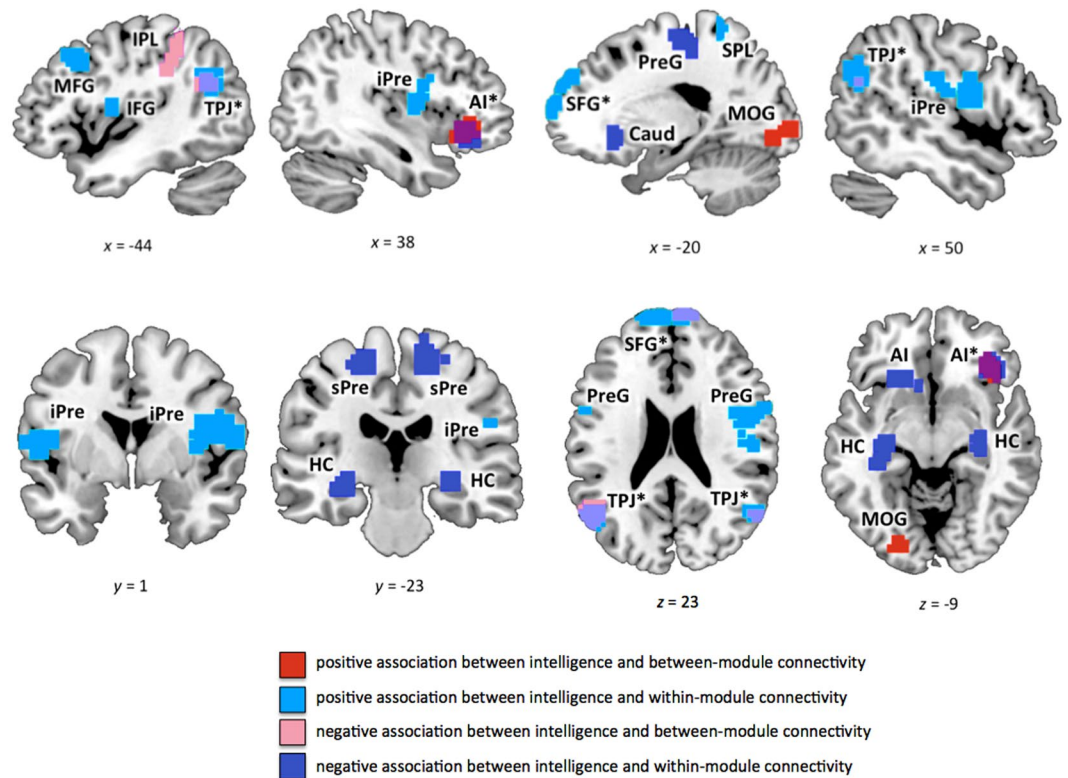 IPL
MFG
IFG
TPJ*
x = -44
iPre
AI*
x = 38
PreG
SPL
SFG*
Caud
MOG
x = -20
TPJ*
iPre
x = 50
iPre
iPre
y = 1
sPre
sPre
iPre
HC
HC
y = -23
SFG*
PreG
PreG
TPJ*
TPJ*
z = 23
AI
AI*
HC
HC
MOG
z = -9
positive association between intelligence and between-module connectivity
positive association between intelligence and within-module connectivity
negative association between intelligence and between-module connectivity
negative association between intelligence and within-module connectivity